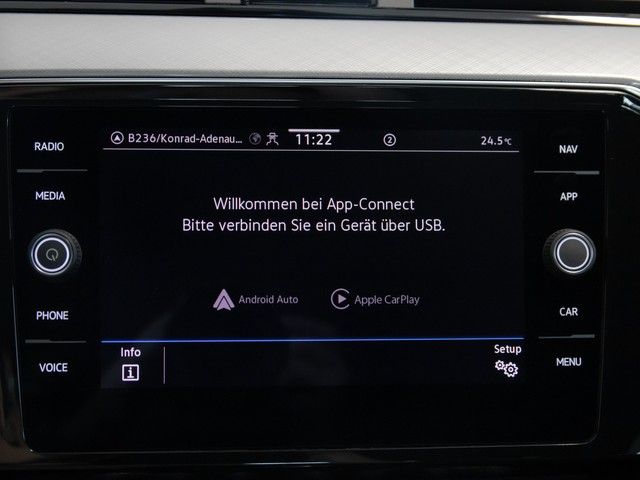 RADIO
B236/Konrad-Adenau...
11:22
2
24.5°C
NAV
MEDIA
APP
Willkommen bei App-Connect
Bitte verbinden Sie ein Gerät über USB.
Android Auto
Apple CarPlay
PHONE
CAR
Info
Setup
VOICE
MENU